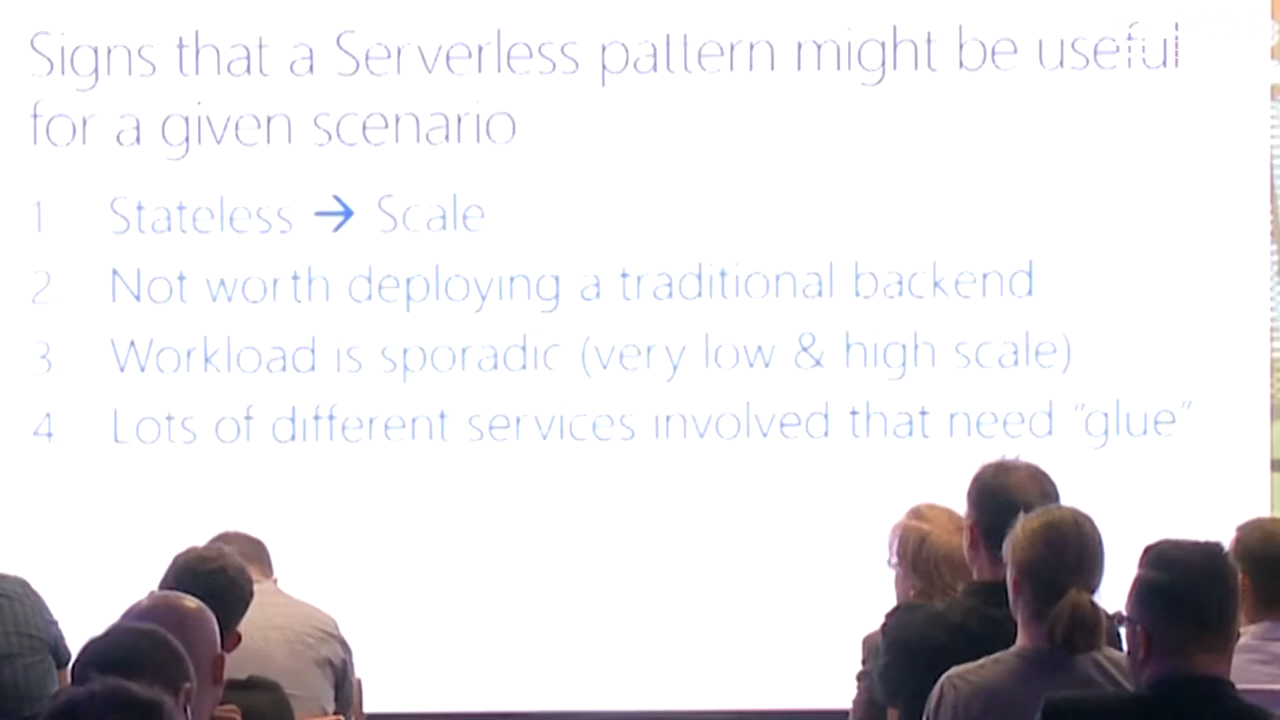 Signs that a Serverless pattern might be useful
for a given scenario
1 Stateless → Scale
2 Not worth deploying a traditional backend
3 Workload is sporadic (very low & high scale)
4 Lots of different services involved that need “glue”